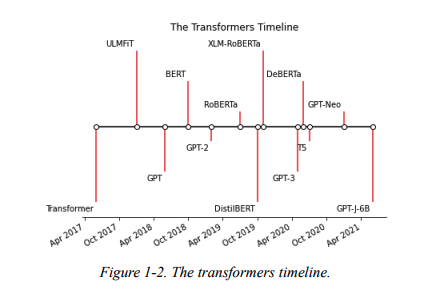 The Transformers Timeline
ULMFiT
XLM-RoBERTa
BERT
DeBERTa
RoBERTa
GPT-Neo
GPT-2
T5
GPT
GPT-3
Transformer
DistilBERT
GPT-J-6B
Apr 2017
Oct 2017
Apr 2018
Oct 2018
Apr 2019
Oct 2019
Apr 2020
Oct 2020
Apr 2021
Figure 1-2. The transformers timeline.